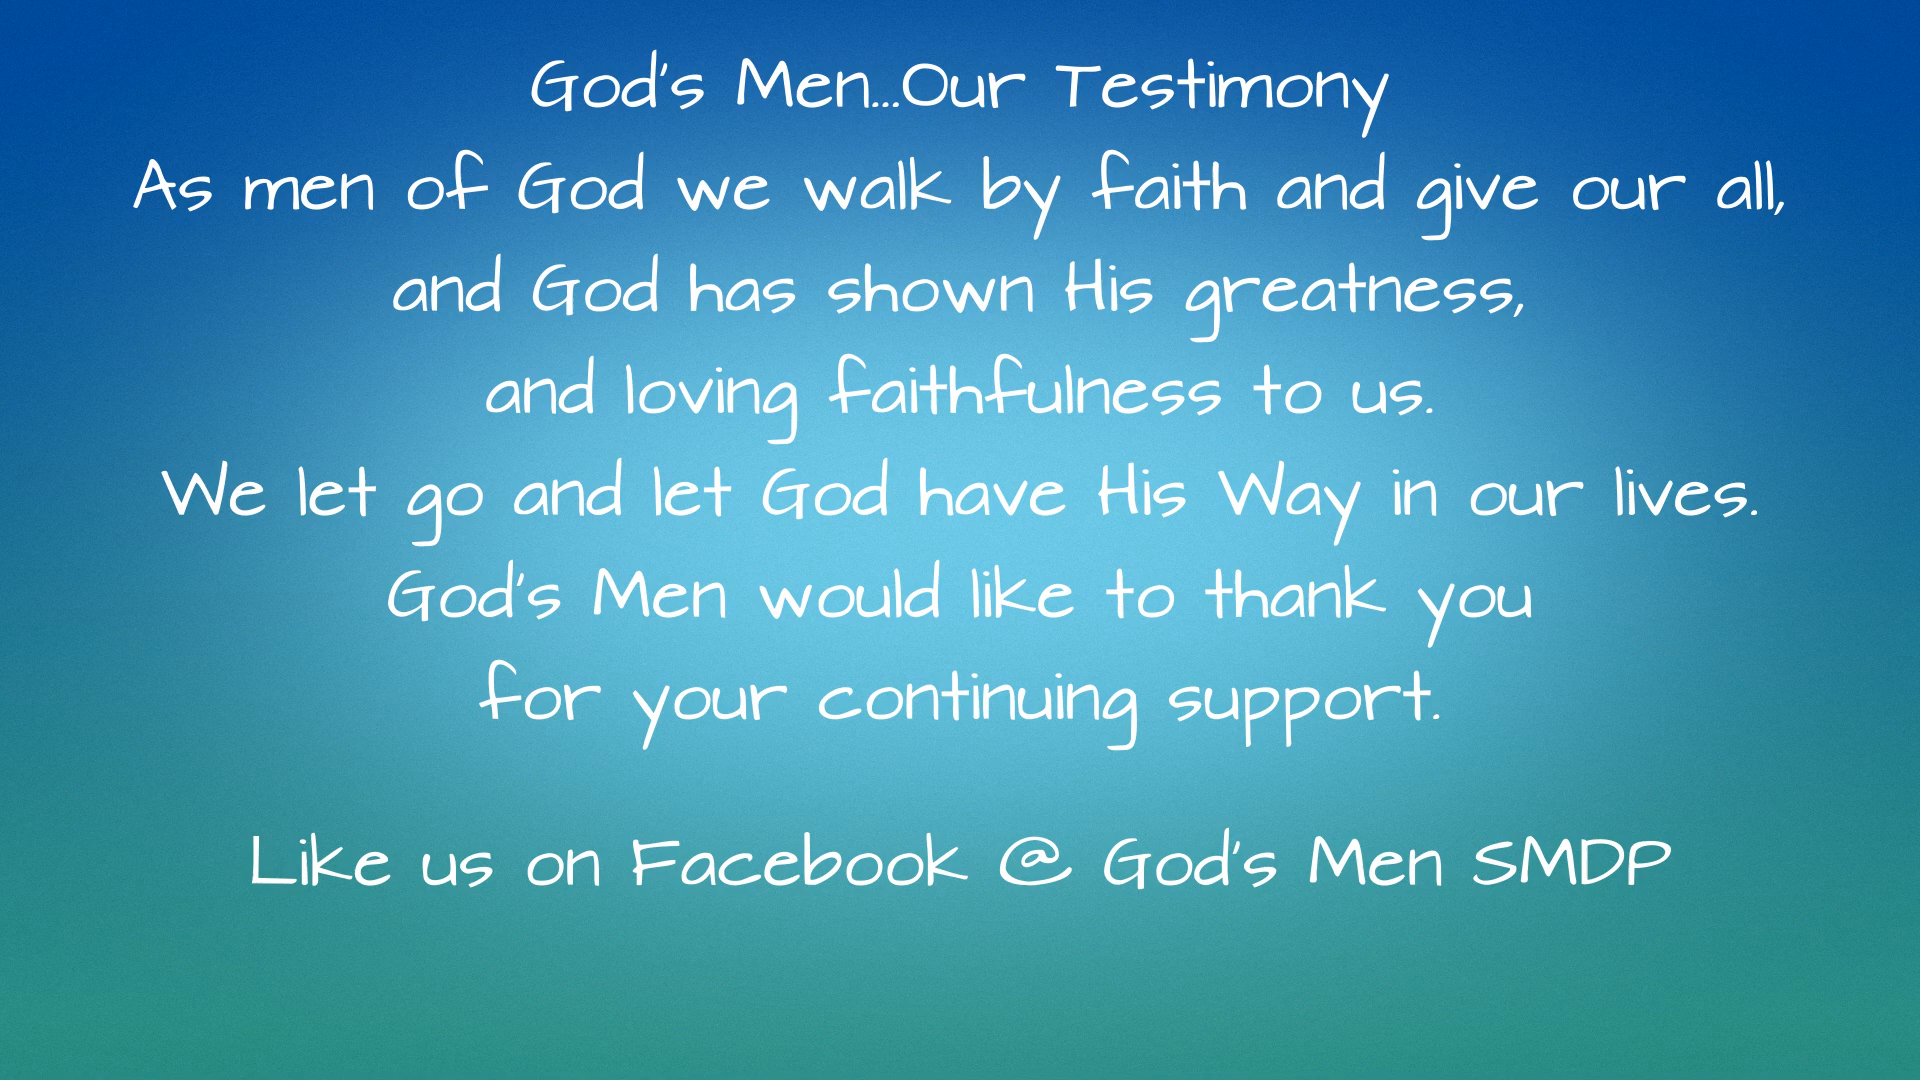 God's Men...Our Testimony
As men of God we walk by faith and give our all,
and God has shown His greatness,
and loving faithfulness to us.
We let go and let God have His Way in our lives.
God's Men would like to thank you
for your continuing support.
Like us on Facebook @ God's Men SMDP